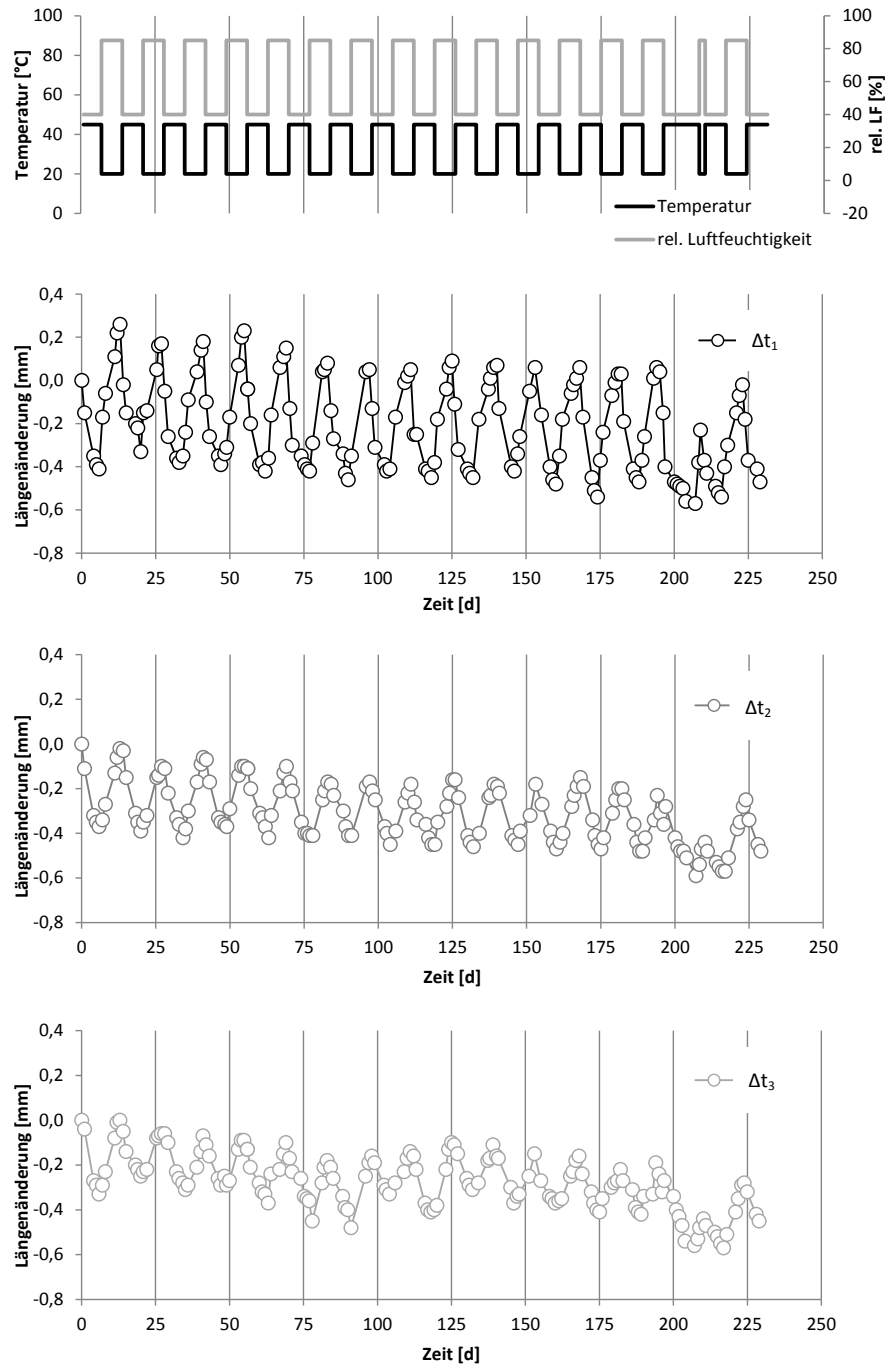 100
80
60
40
20
0
Temperatur [°C]
100
80
60
40
20
0
-20
rel. LF [%]
Temperatur
rel. Luftfeuchtigkeit
0,4
0,2
0,0
-0,2
-0,4
-0,6
-0,8
Längenänderung [mm]
Δt1
0 25 50 75 100 125 150 175 200 225 250
Zeit [d]
0,4
0,2
0,0
-0,2
-0,4
-0,6
-0,8
Längenänderung [mm]
Δt2
0 25 50 75 100 125 150 175 200 225 250
Zeit [d]
0,4
0,2
0,0
-0,2
-0,4
-0,6
-0,8
Längenänderung [mm]
Δt3
0 25 50 75 100 125 150 175 200 225 250
Zeit [d]